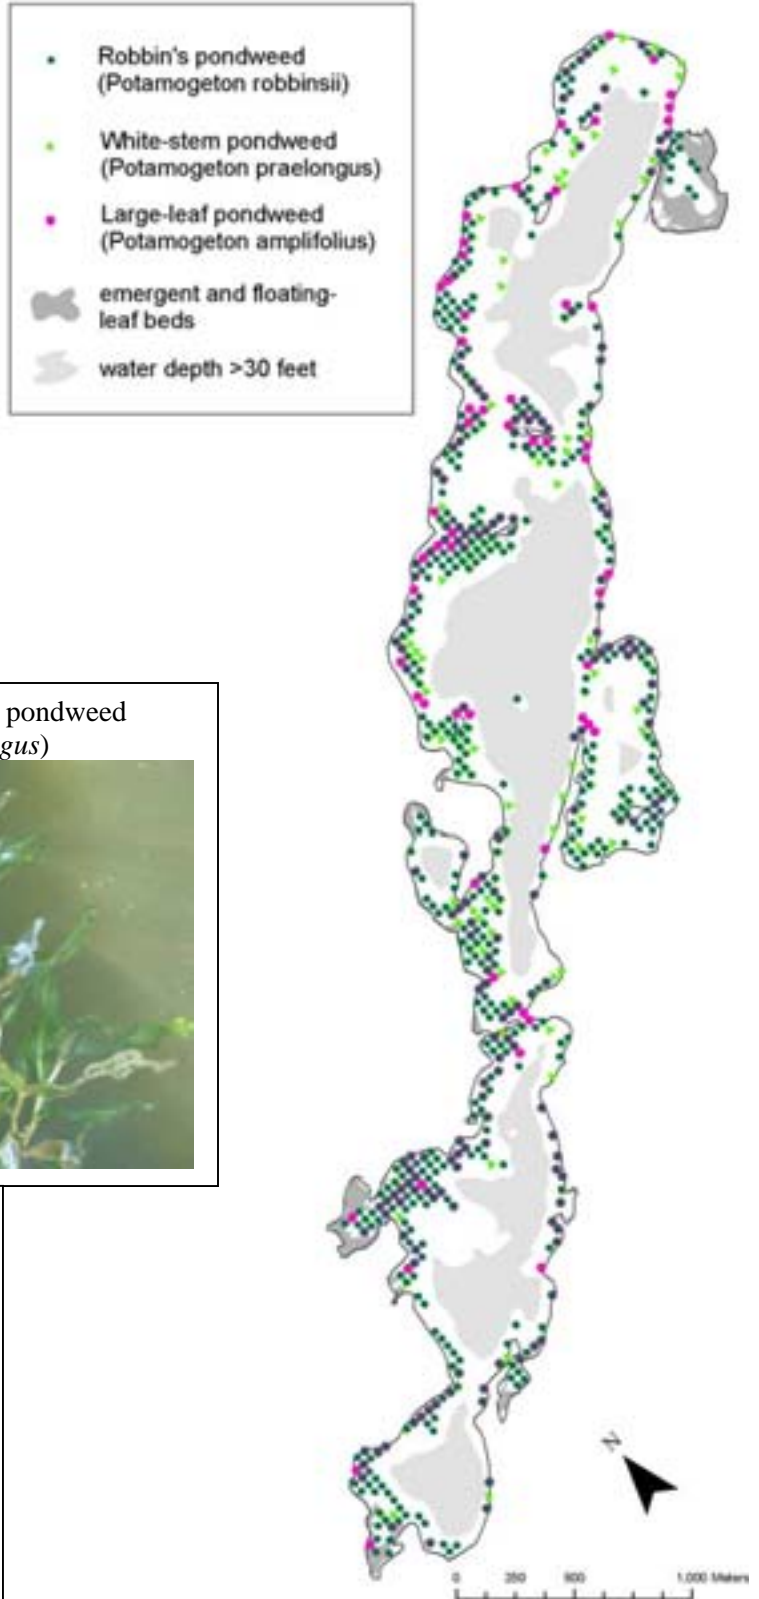 Robbin's pondweed
(Potamogeton robbinsii)
White-stem pondweed
(Potamogeton praelongus)
Large-leaf pondweed
(Potamogeton amplifolius)
emergent and floating-
leaf beds
water depth >30 feet
pondweed
gus)
N
0 250 500 1,000 Meters